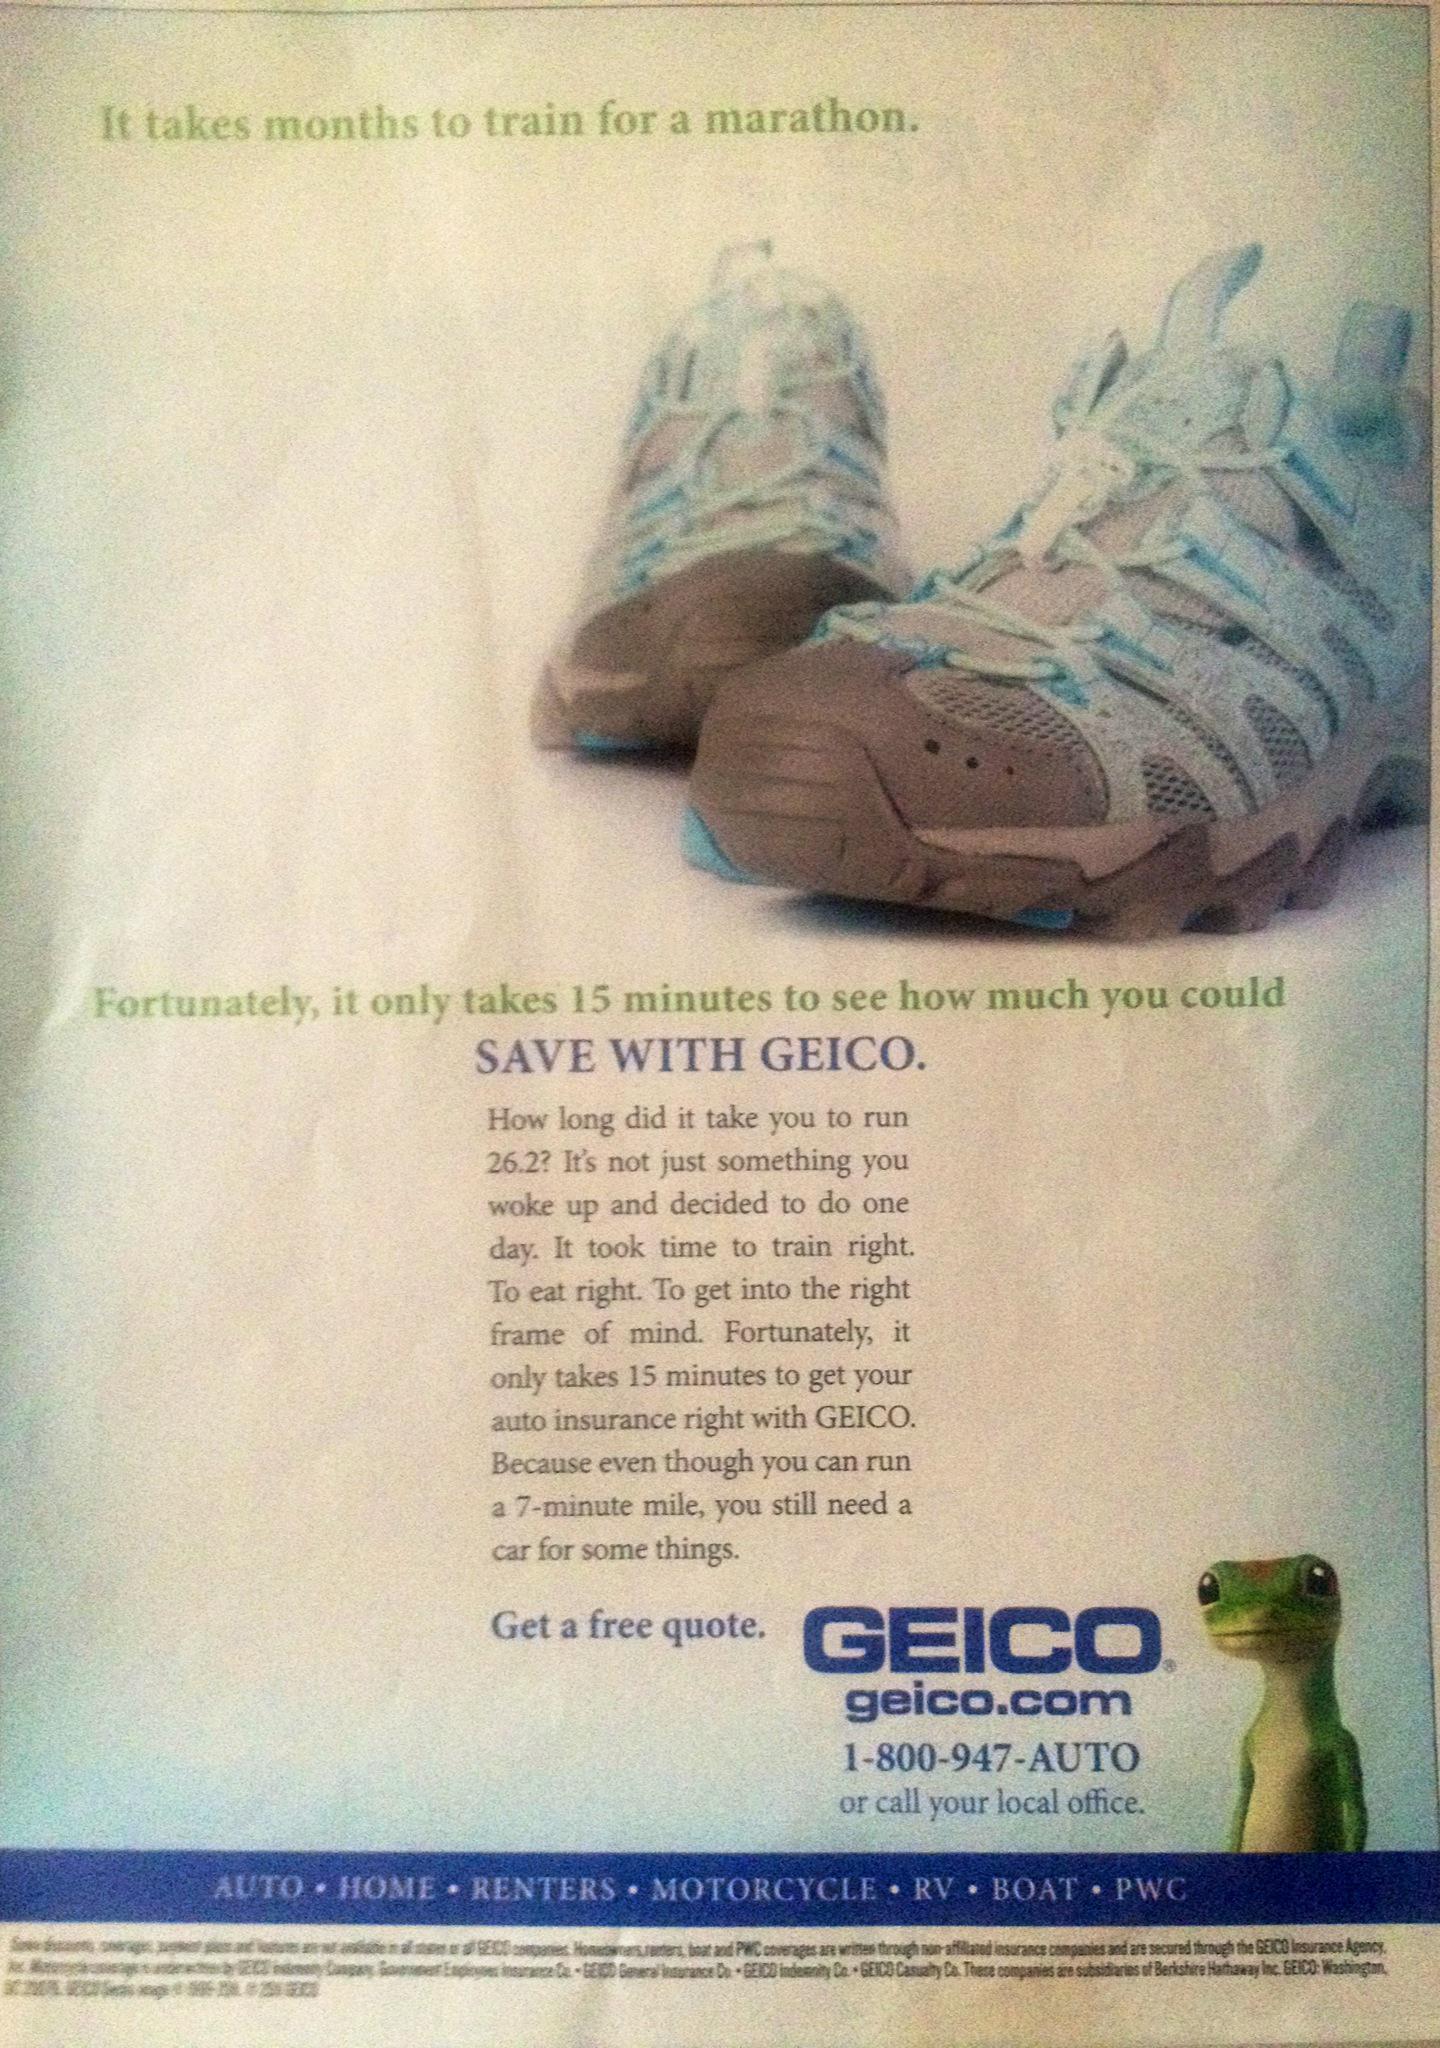 It takes months to train for a marathon.
Fortunately, it only takes 15 minutes to see how much you could
SAVE WITH GEICO.
How long did it take you to run
26.2? It's not just something you
woke up and decided to do one
day. It took time to train right.
To eat right. To get into the right
frame of mind. Fortunately, it
only takes 15 minutes to get your
auto insurance right with GEICO.
Because even though you can run
a 7-minute mile, you still need a
car for some things.
Get a free quote.
GEICO®
geico.com
1-800-947-AUTO
or call your local office.
AUTO • HOME • RENTERS • MOTORCYCLE • RV • BOAT • PWC
Some discounts, coverages, payment plans and features are not available in all states or all GEICO companies. Homeowners, renters, boat and PWC coverages are written through non-affiliated insurance companies and are secured through the GEICO Insurance Agency,
Inc. Motorcycle coverage is underwritten by GEICO Indemnity Company. Government Employees Insurance Co. • GEICO General Insurance Co. • GEICO Indemnity Co. • GEICO Casualty Co. These companies are subsidiaries of Berkshire Hathaway Inc. GEICO: Washington,
GEICO Gecko image © GEICO